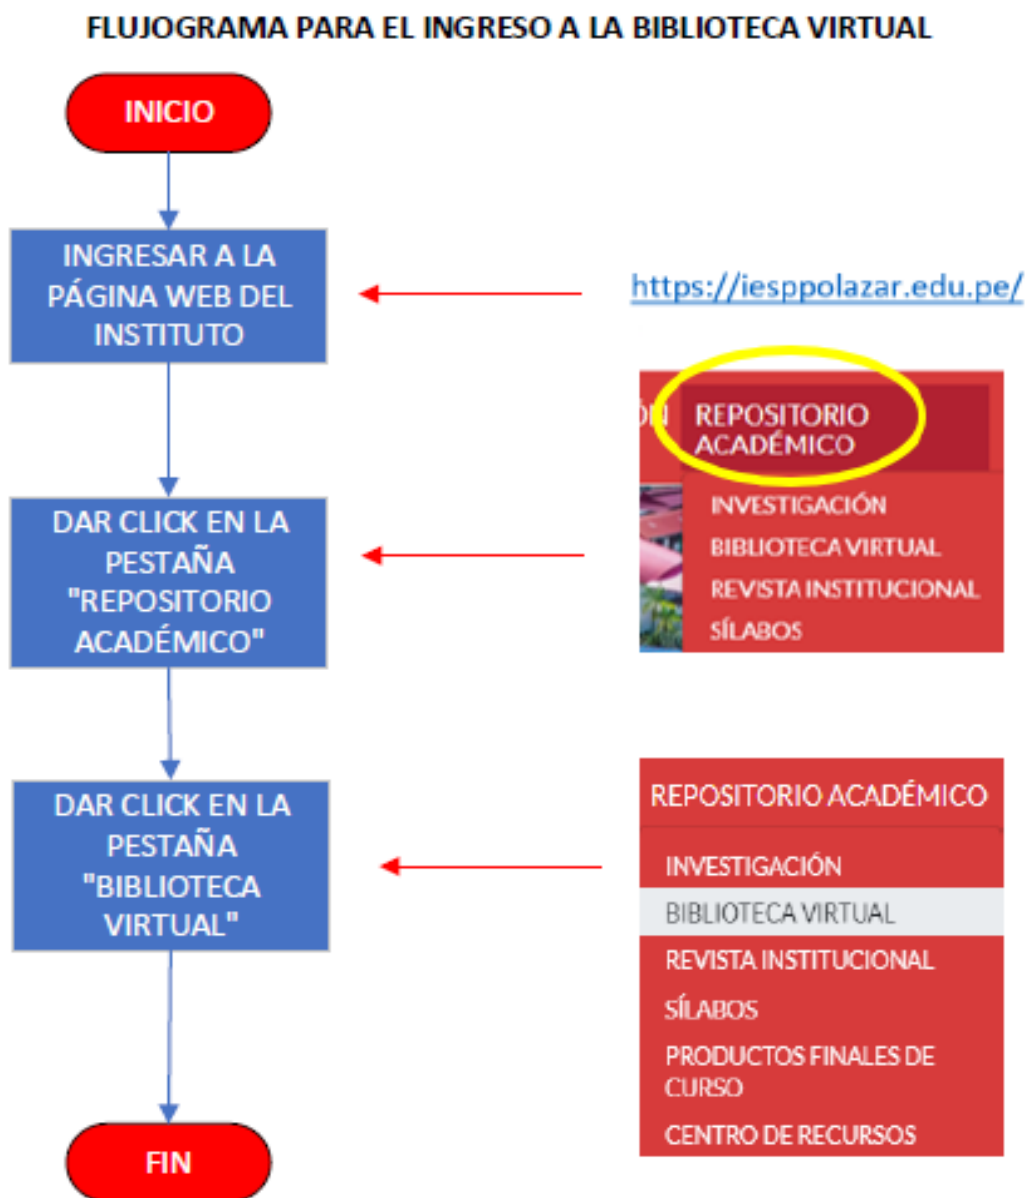 FLUJOGRAMA PARA EL INGRESO A LA BIBLIOTECA VIRTUAL
INICIO
INGRESAR A LA
PÁGINA WEB DEL
INSTITUTO
https://iesppolazar.edu.pe/
DAR CLICK EN LA
PESTAÑA
"REPOSITORIO
ACADÉMICO"
ÓN
REPOSITORIO
ACADÉMICO
INVESTIGACIÓN
BIBLIOTECA VIRTUAL
REVISTA INSTITUCIONAL
SÍLABOS
DAR CLICK EN LA
PESTAÑA
"BIBLIOTECA
VIRTUAL"
REPOSITORIO ACADÉMICO
INVESTIGACIÓN
BIBLIOTECA VIRTUAL
REVISTA INSTITUCIONAL
SÍLABOS
PRODUCTOS FINALES DE
CURSO
CENTRO DE RECURSOS
FIN